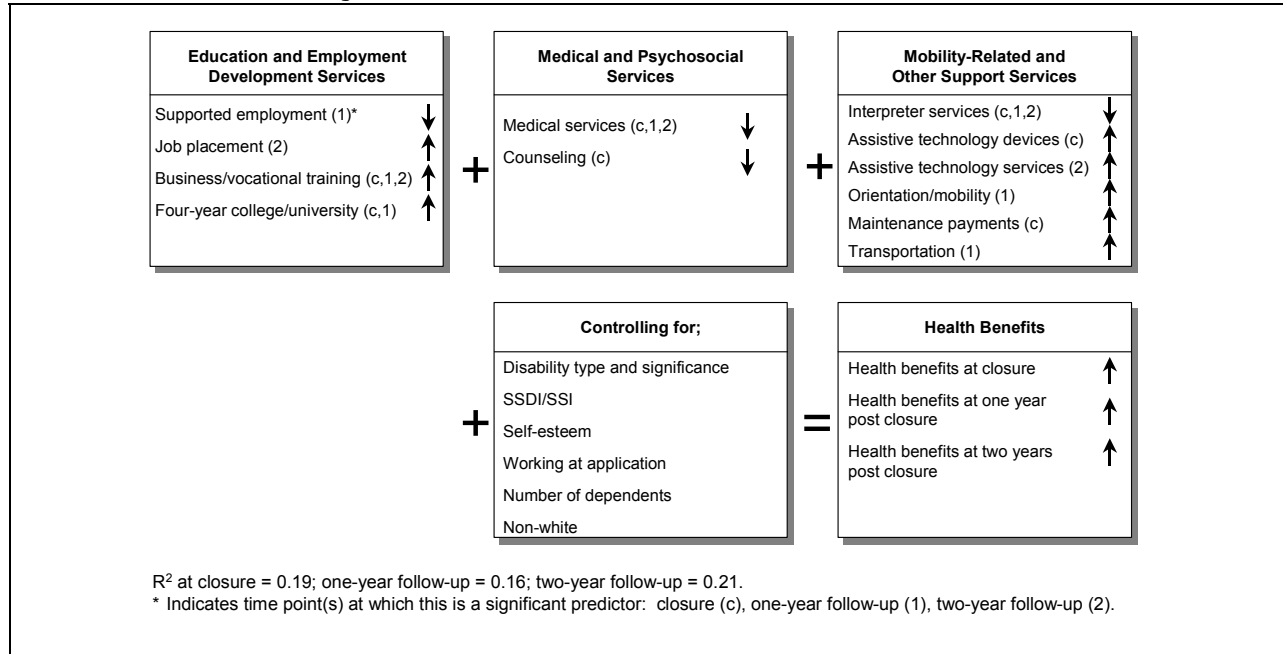 Education and Employment
Development Services
Supported employment (1)*
Job placement (2)
Business/vocational training (c,1,2)
Four-year college/university (c,1)
+
Medical and Psychosocial
Services
Medical services (c,1,2)
Counseling (c)
+
Mobility-Related and
Other Support Services
Interpreter services (c,1,2)
Assistive technology devices (c)
Assistive technology services (2)
Orientation/mobility (1)
Maintenance payments (c)
Transportation (1)
+
Controlling for;
Disability type and significance
SSDI/SSI
Self-esteem
Working at application
Number of dependents
Non-white
=
Health Benefits
Health benefits at closure
Health benefits at one year
post closure
Health benefits at two years
post closure
R² at closure = 0.19; one-year follow-up = 0.16; two-year follow-up = 0.21.
* Indicates time point(s) at which this is a significant predictor: closure (c), one-year follow-up (1), two-year follow-up (2).